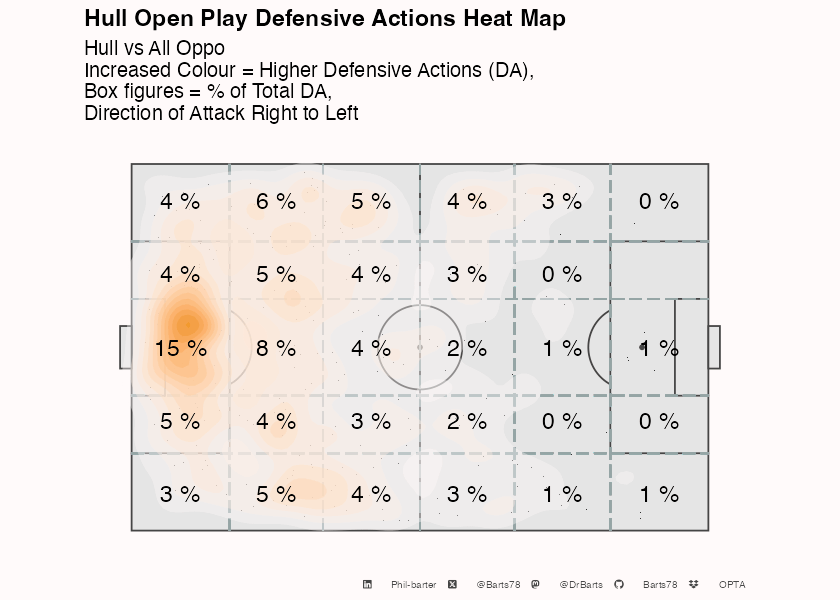 Hull Open Play Defensive Actions Heat Map
Hull vs All Oppo
Increased Colour = Higher Defensive Actions (DA),
Box figures = % of Total DA,
Direction of Attack Right to Left
4 % 6 % 5 % 4 % 3 % 0 %
4 % 5 % 4 % 3 % 0 %
15 % 8 % 4 % 2 % 1 % 1 %
5 % 4 % 3 % 2 % 0 % 0 %
3 % 5 % 4 % 3 % 1 % 1 %
Phil-barter @Barts78 @DrBarts Barts78 OPTA